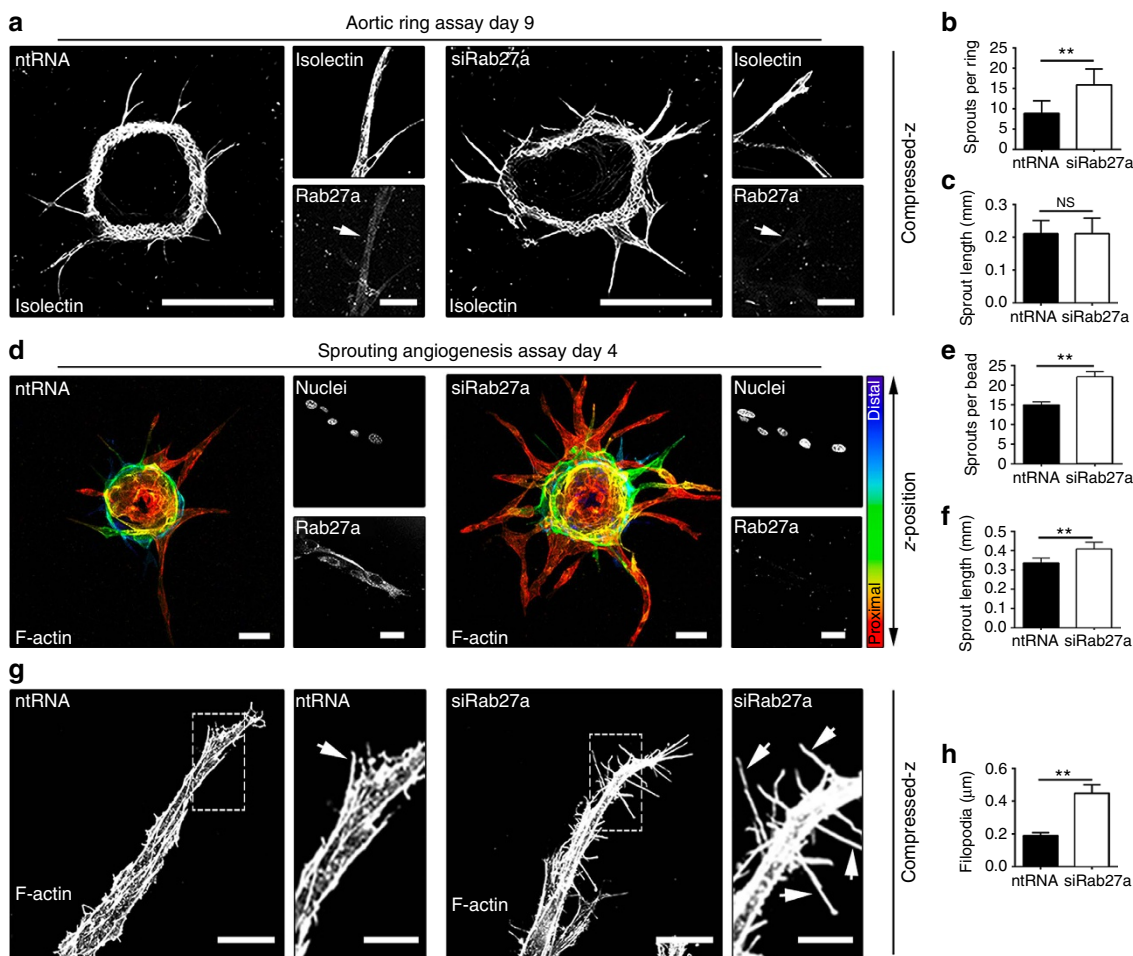 a
Aortic ring assay day 9
ntRNA
Isolectin
Isolectin
Rab27a
siRab27a
Isolectin
Isolectin
Rab27a
Compressed-z
b
Sprouts per ring
25
20
15
10
5
0
**
ntRNA siRab27a
c
Sprout length (mm)
0.3
0.2
0.1
0.0
NS
ntRNA siRab27a
d
Sprouting angiogenesis assay day 4
ntRNA
F-actin
Nuclei
Rab27a
siRab27a
F-actin
Nuclei
Rab27a
Distal
Proximal
z-position
e
Sprouts per bead
25
20
15
10
5
0
**
ntRNA siRab27a
f
Sprout length (mm)
0.5
0.4
0.3
0.3
0.1
0.0
**
ntRNA siRab27a
g
ntRNA
F-actin
ntRNA
siRab27a
F-actin
siRab27a
Compressed-z
h
Filopodia (µm)
0.6
0.4
0.2
0.0
**
ntRNA siRab27a